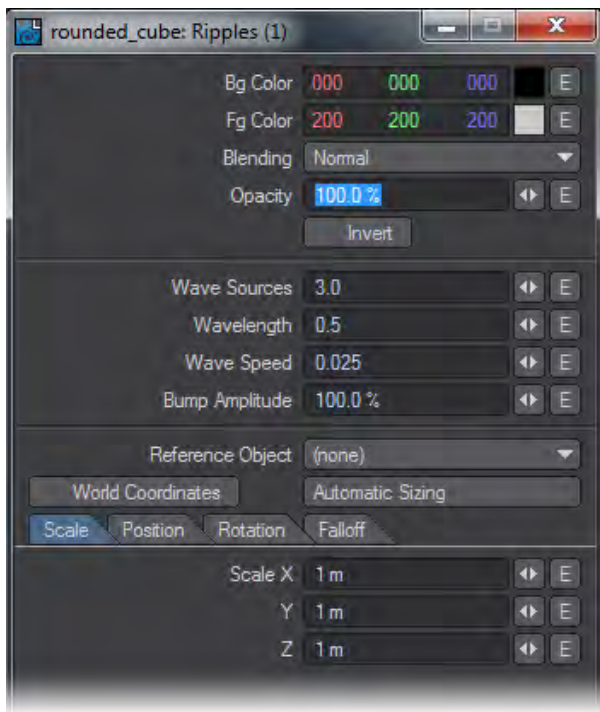 rounded_cube: Ripples (1)
Bg Color 000 000 000 E
Fg Color 200 200 200 E
Blending Normal
Opacity 100.0 % E
Invert
Wave Sources 3.0 E
Wavelength 0.5 E
Wave Speed 0.025 E
Bump Amplitude 100.0 % E
Reference Object (none)
World Coordinates Automatic Sizing
Scale Position Rotation Falloff
Scale X 1 m E
Y 1 m E
Z 1 m E